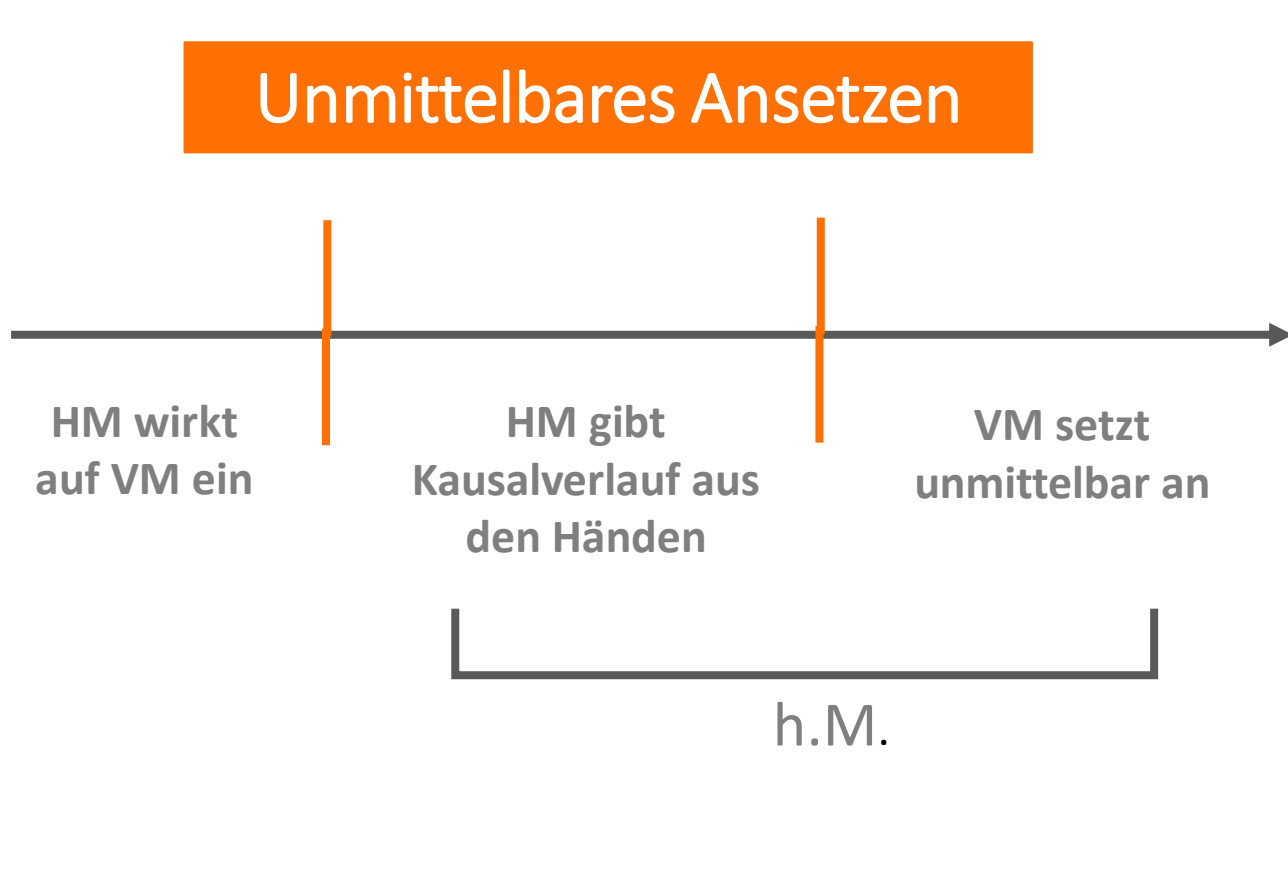 Unmittelbares Ansetzen
HM wirkt
auf VM ein
HM gibt
Kausalverlauf aus
den Händen
VM setzt
unmittelbar an
h.M.